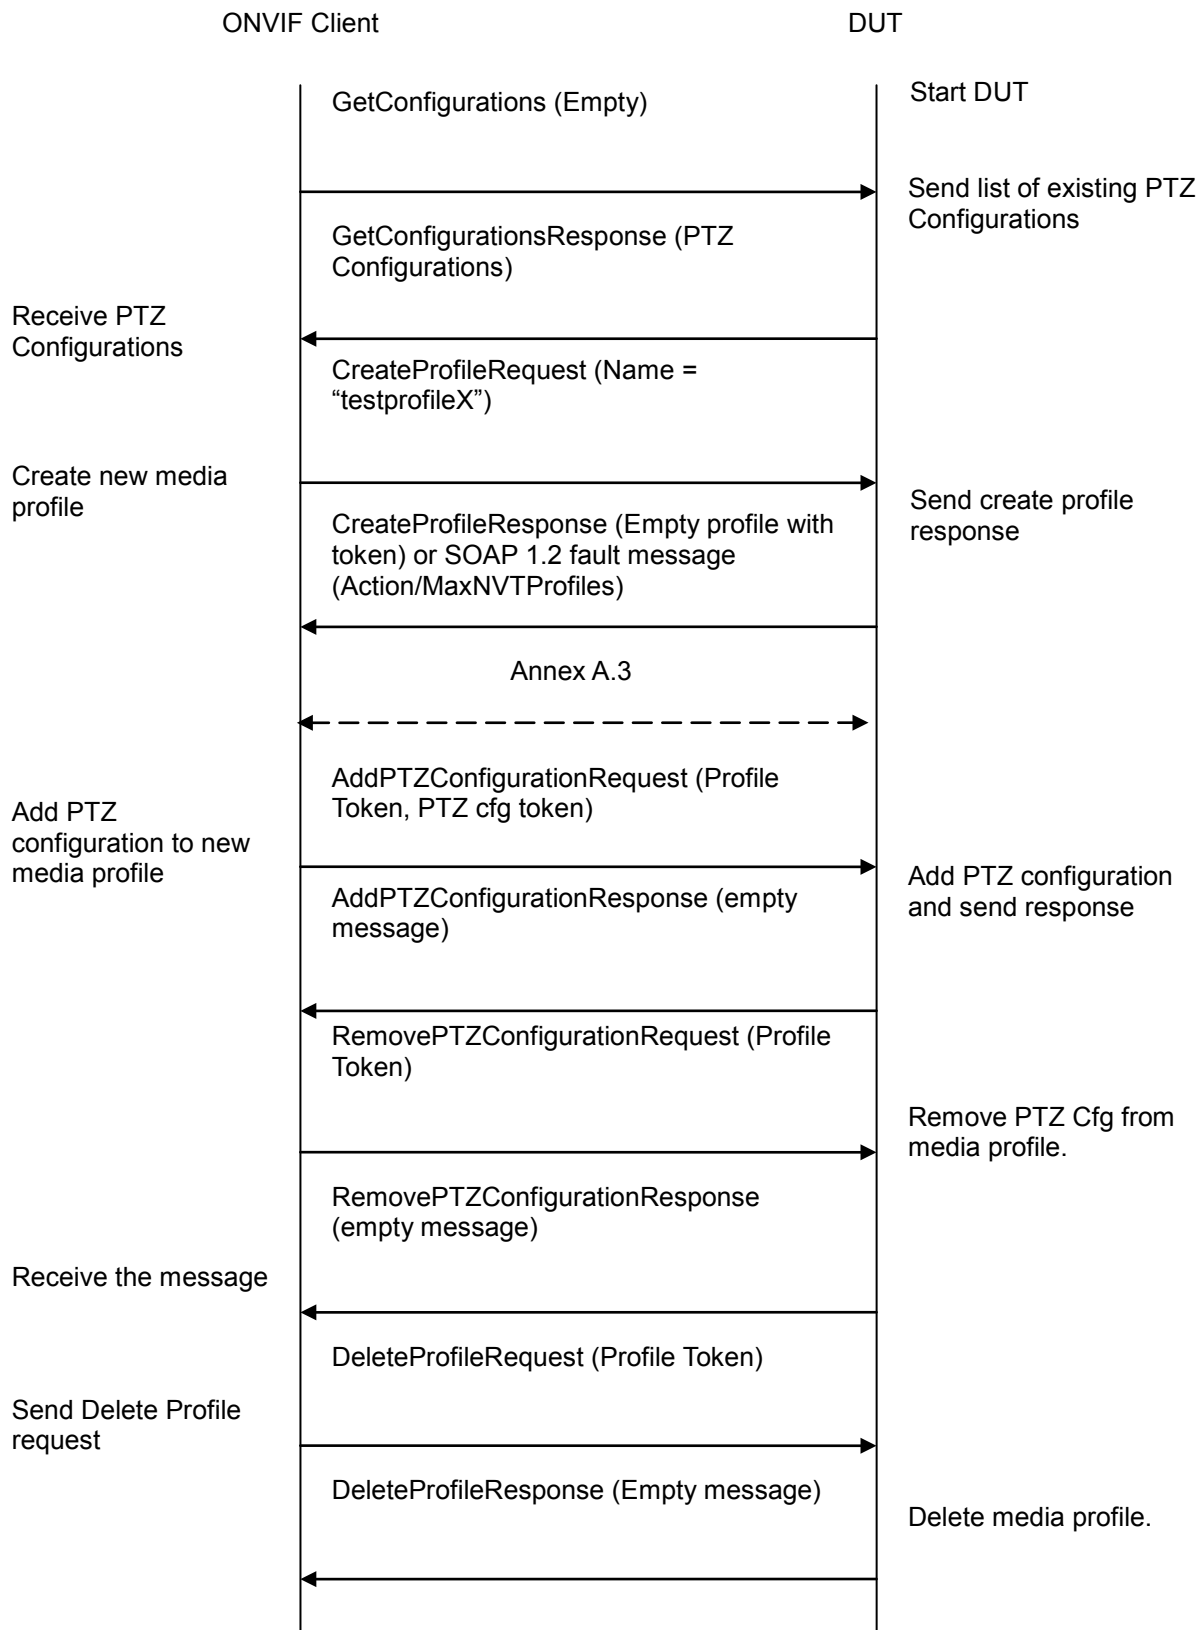 ONVIF Client
DUT
GetConfigurations (Empty)
Start DUT
Send list of existing PTZ
Configurations
GetConfigurationsResponse (PTZ
Configurations)
Receive PTZ
Configurations
CreateProfileRequest (Name =
“testprofileX”)
Create new media
profile
Send create profile
response
CreateProfileResponse (Empty profile with
token) or SOAP 1.2 fault message
(Action/MaxNVTProfiles)
Annex A.3
AddPTZConfigurationRequest (Profile
Token, PTZ cfg token)
Add PTZ
configuration to new
media profile
Add PTZ configuration
and send response
AddPTZConfigurationResponse (empty
message)
RemovePTZConfigurationRequest (Profile
Token)
Remove PTZ Cfg from
media profile.
RemovePTZConfigurationResponse
(empty message)
Receive the message
DeleteProfileRequest (Profile Token)
Send Delete Profile
request
DeleteProfileResponse (Empty message)
Delete media profile.